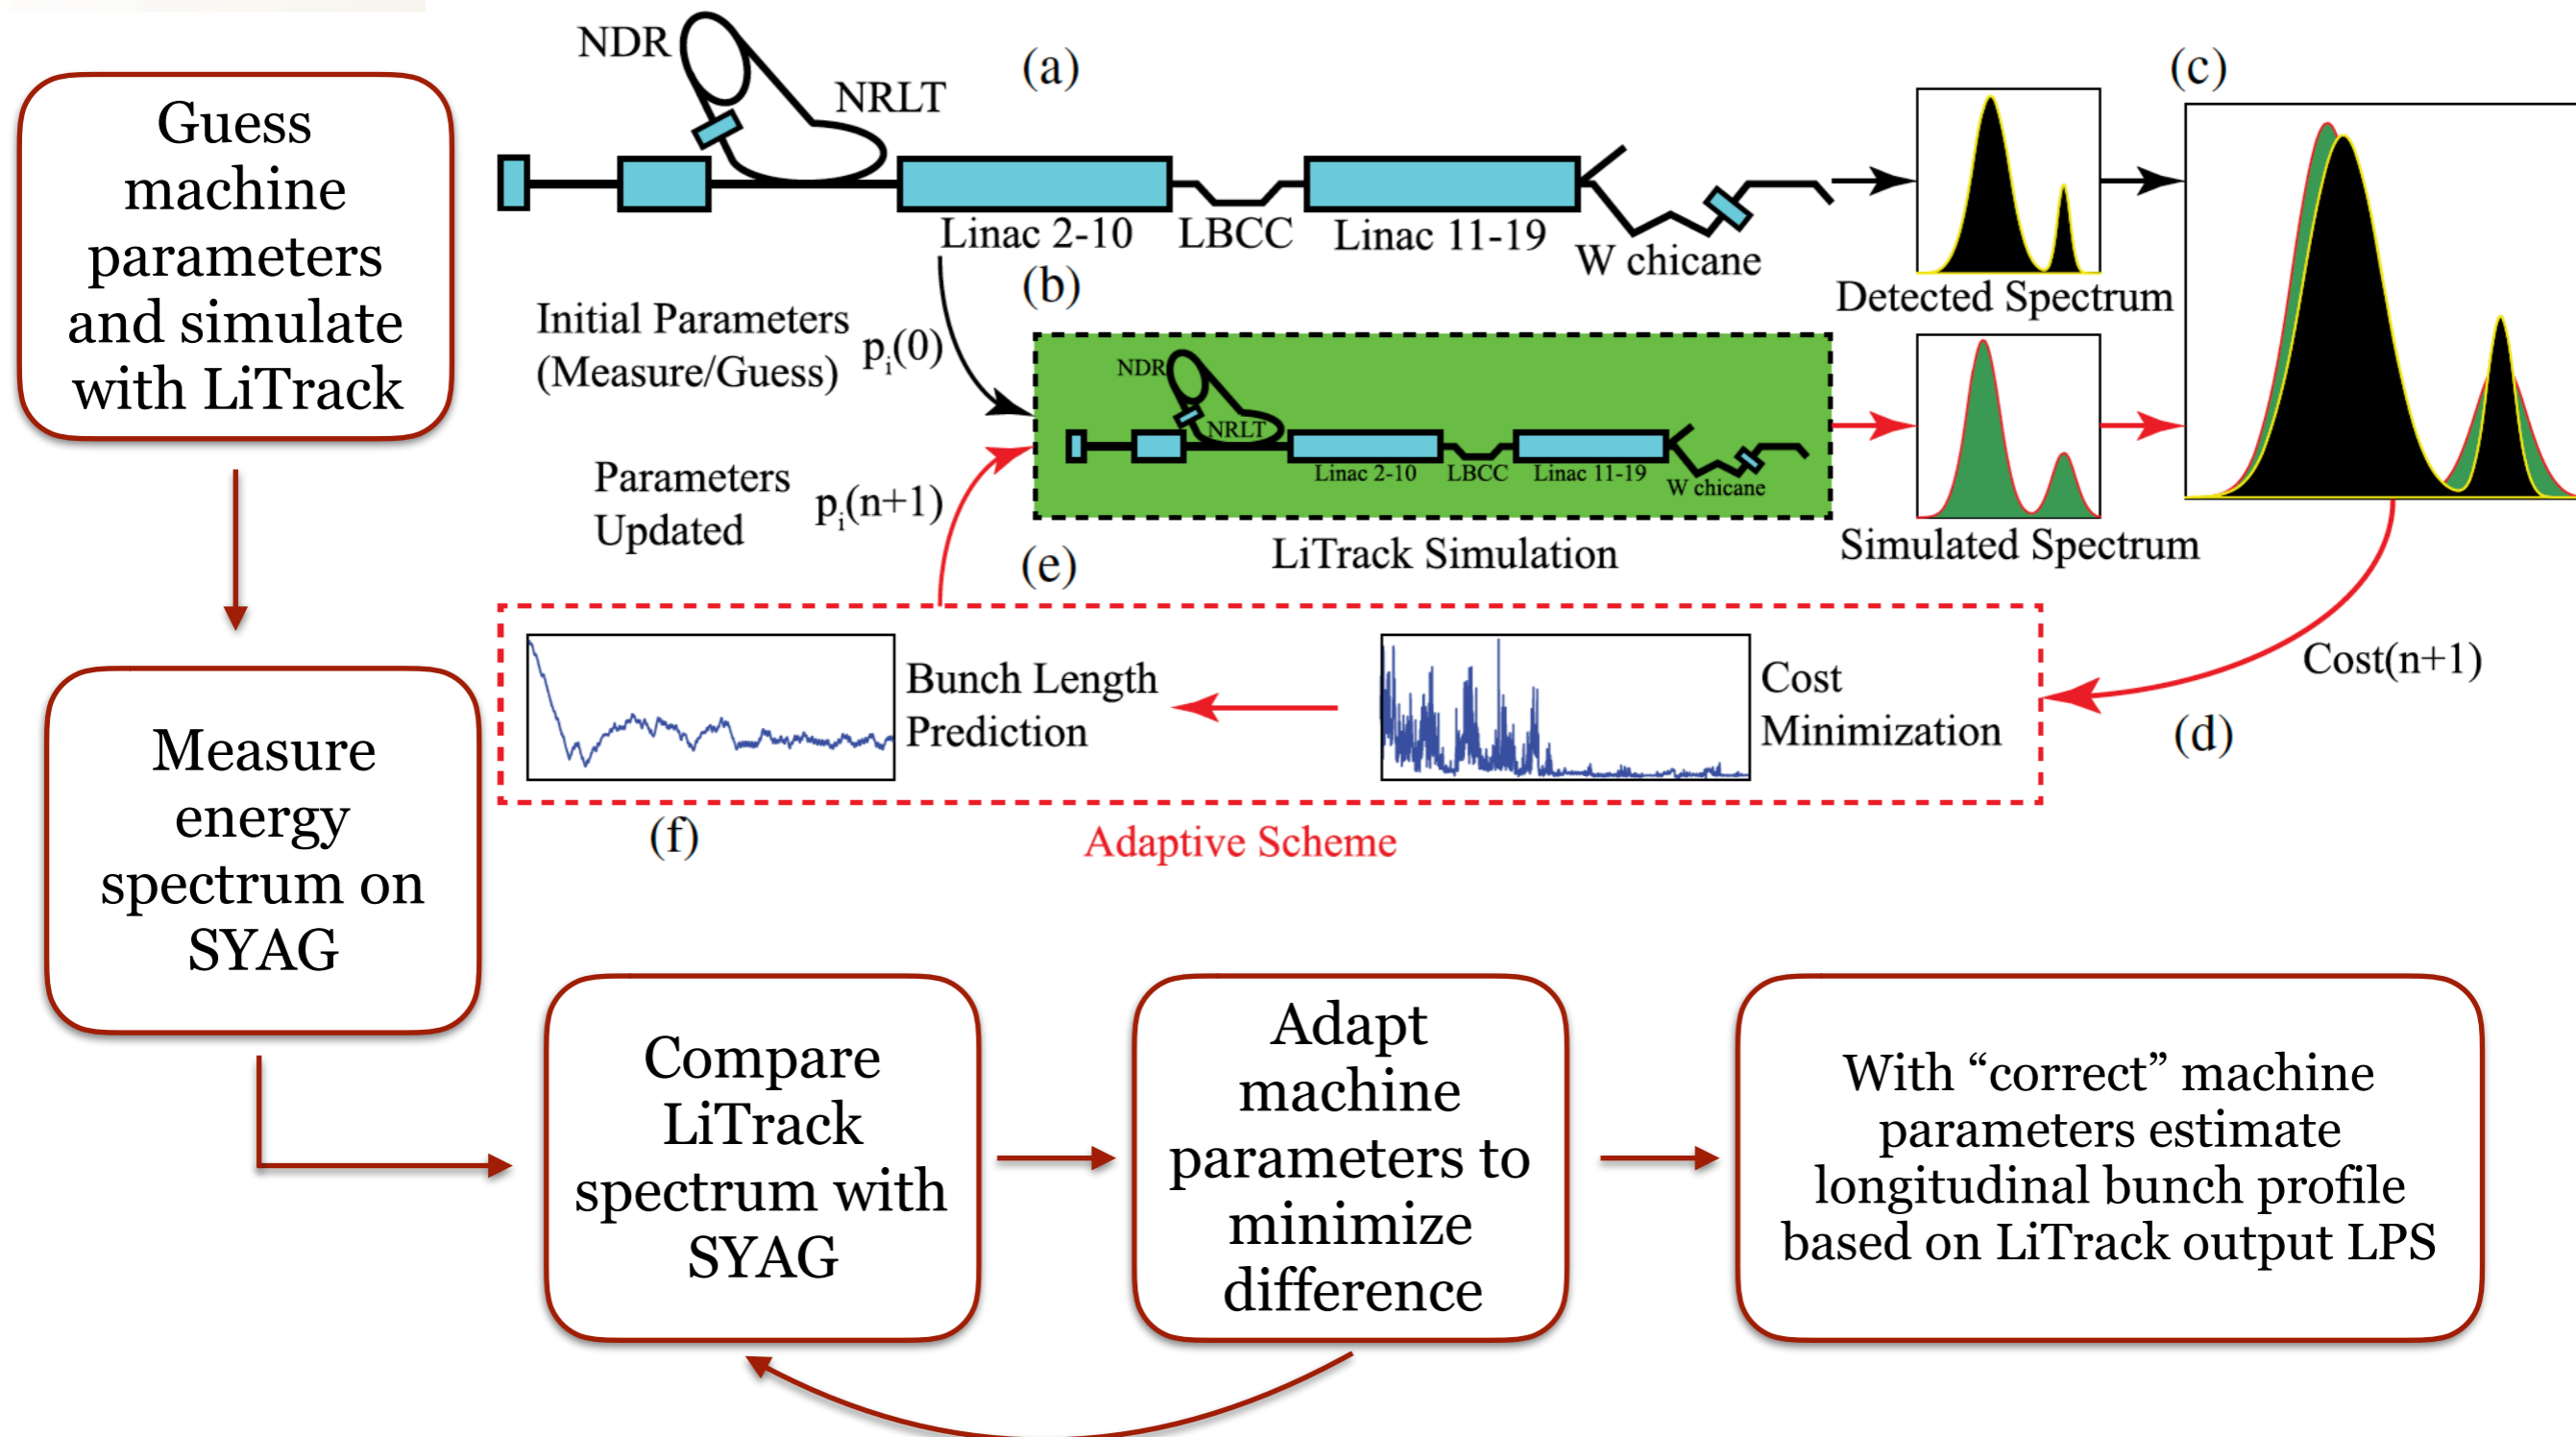 Guess
machine
parameters
and simulate
with LiTrack
Measure
energy
spectrum on
SYAG
NDR
NRLT
(a)
Linac 2-10
LBCC
Linac 11-19
W chicane
Detected Spectrum
(c)
(b)
Initial Parameters
(Measure/Guess)
pi(0)
Parameters
Updated
pi(n+1)
NDR
NRLT
Linac 2-10
LBCC
Linac 11-19
W chicane
LiTrack Simulation
Simulated Spectrum
(e)
Bunch Length
Prediction
Cost
Minimization
Cost(n+1)
(d)
(f)
Adaptive Scheme
Compare
LiTrack
spectrum with
SYAG
Adapt
machine
parameters to
minimize
difference
With “correct” machine
parameters estimate
longitudinal bunch profile
based on LiTrack output LPS